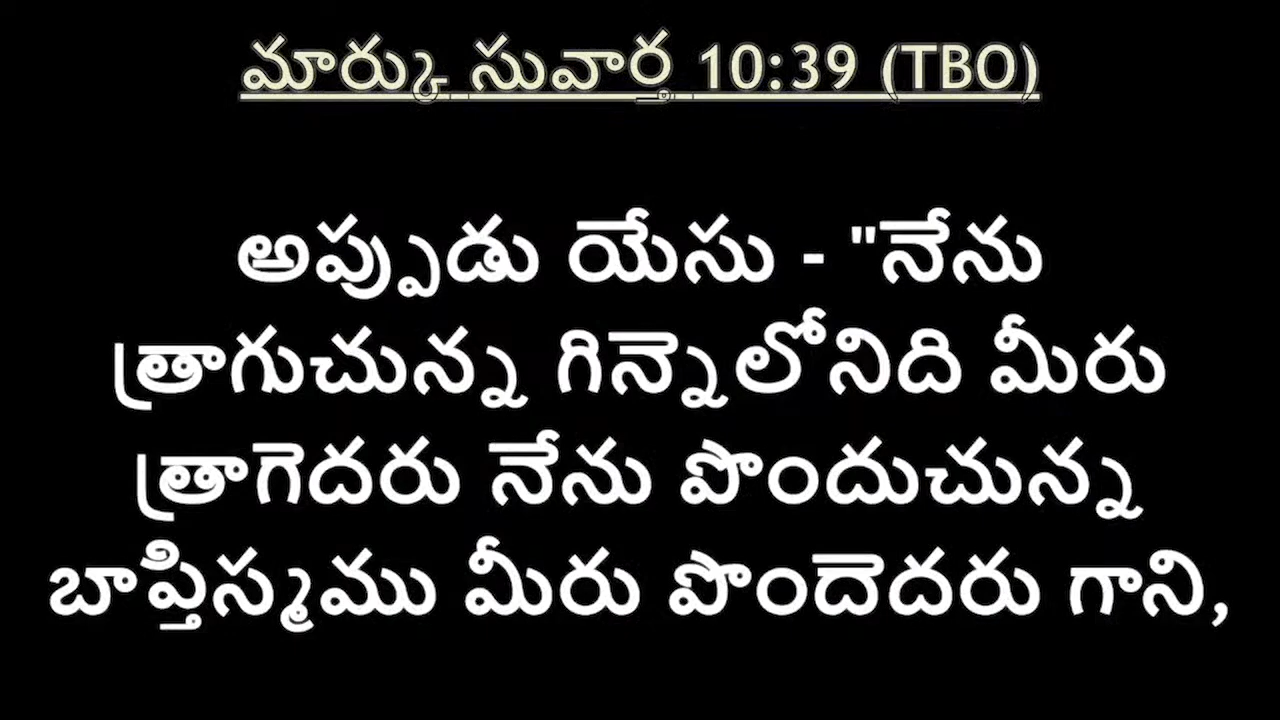 మార్కు సువార్త 10:39 (TBO)
అప్పుడు యేసు - "నేను
త్రాగుచున్న గిన్నెలోనిది మీరు
త్రాగెదరు నేను పొందుచున్న
బాప్తిస్మము మీరు పొందెదరు గాని,